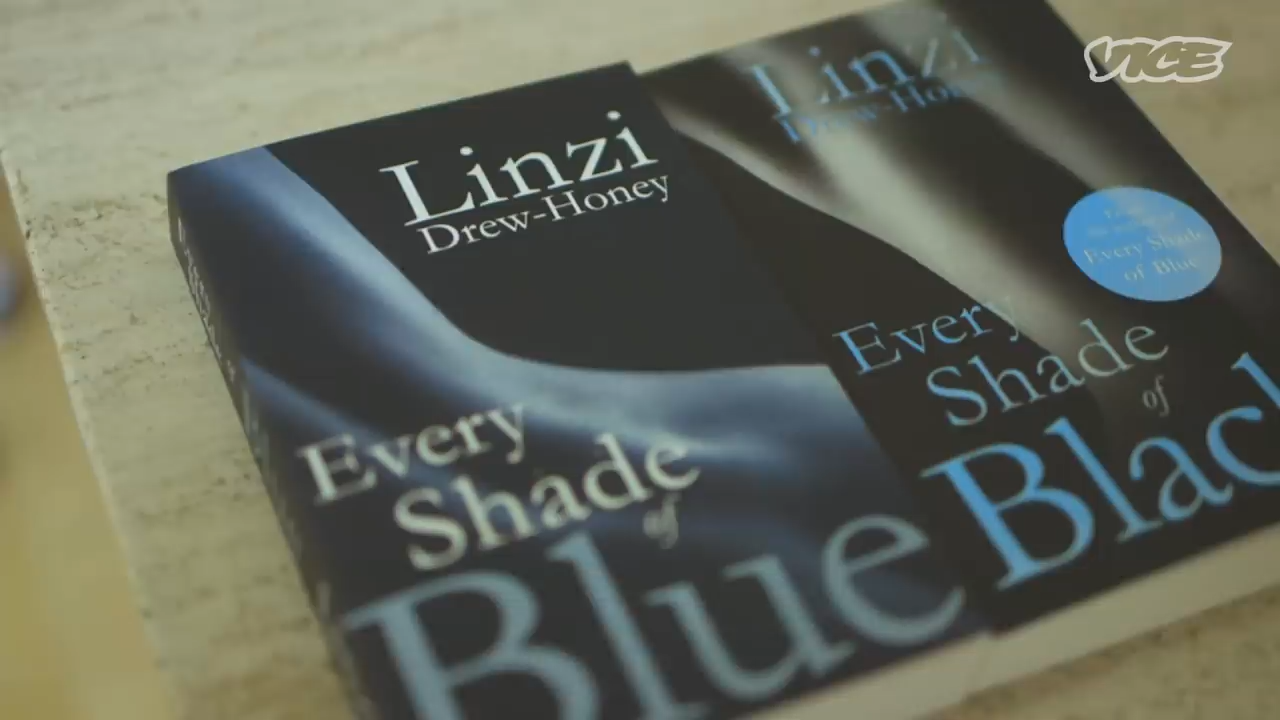 VICE
Linzi
Drew-Honey
Every
Shade
of
Blue
Linzi
Drew-Honey
Every Shade
of Blue
Every
Shade
of
Black